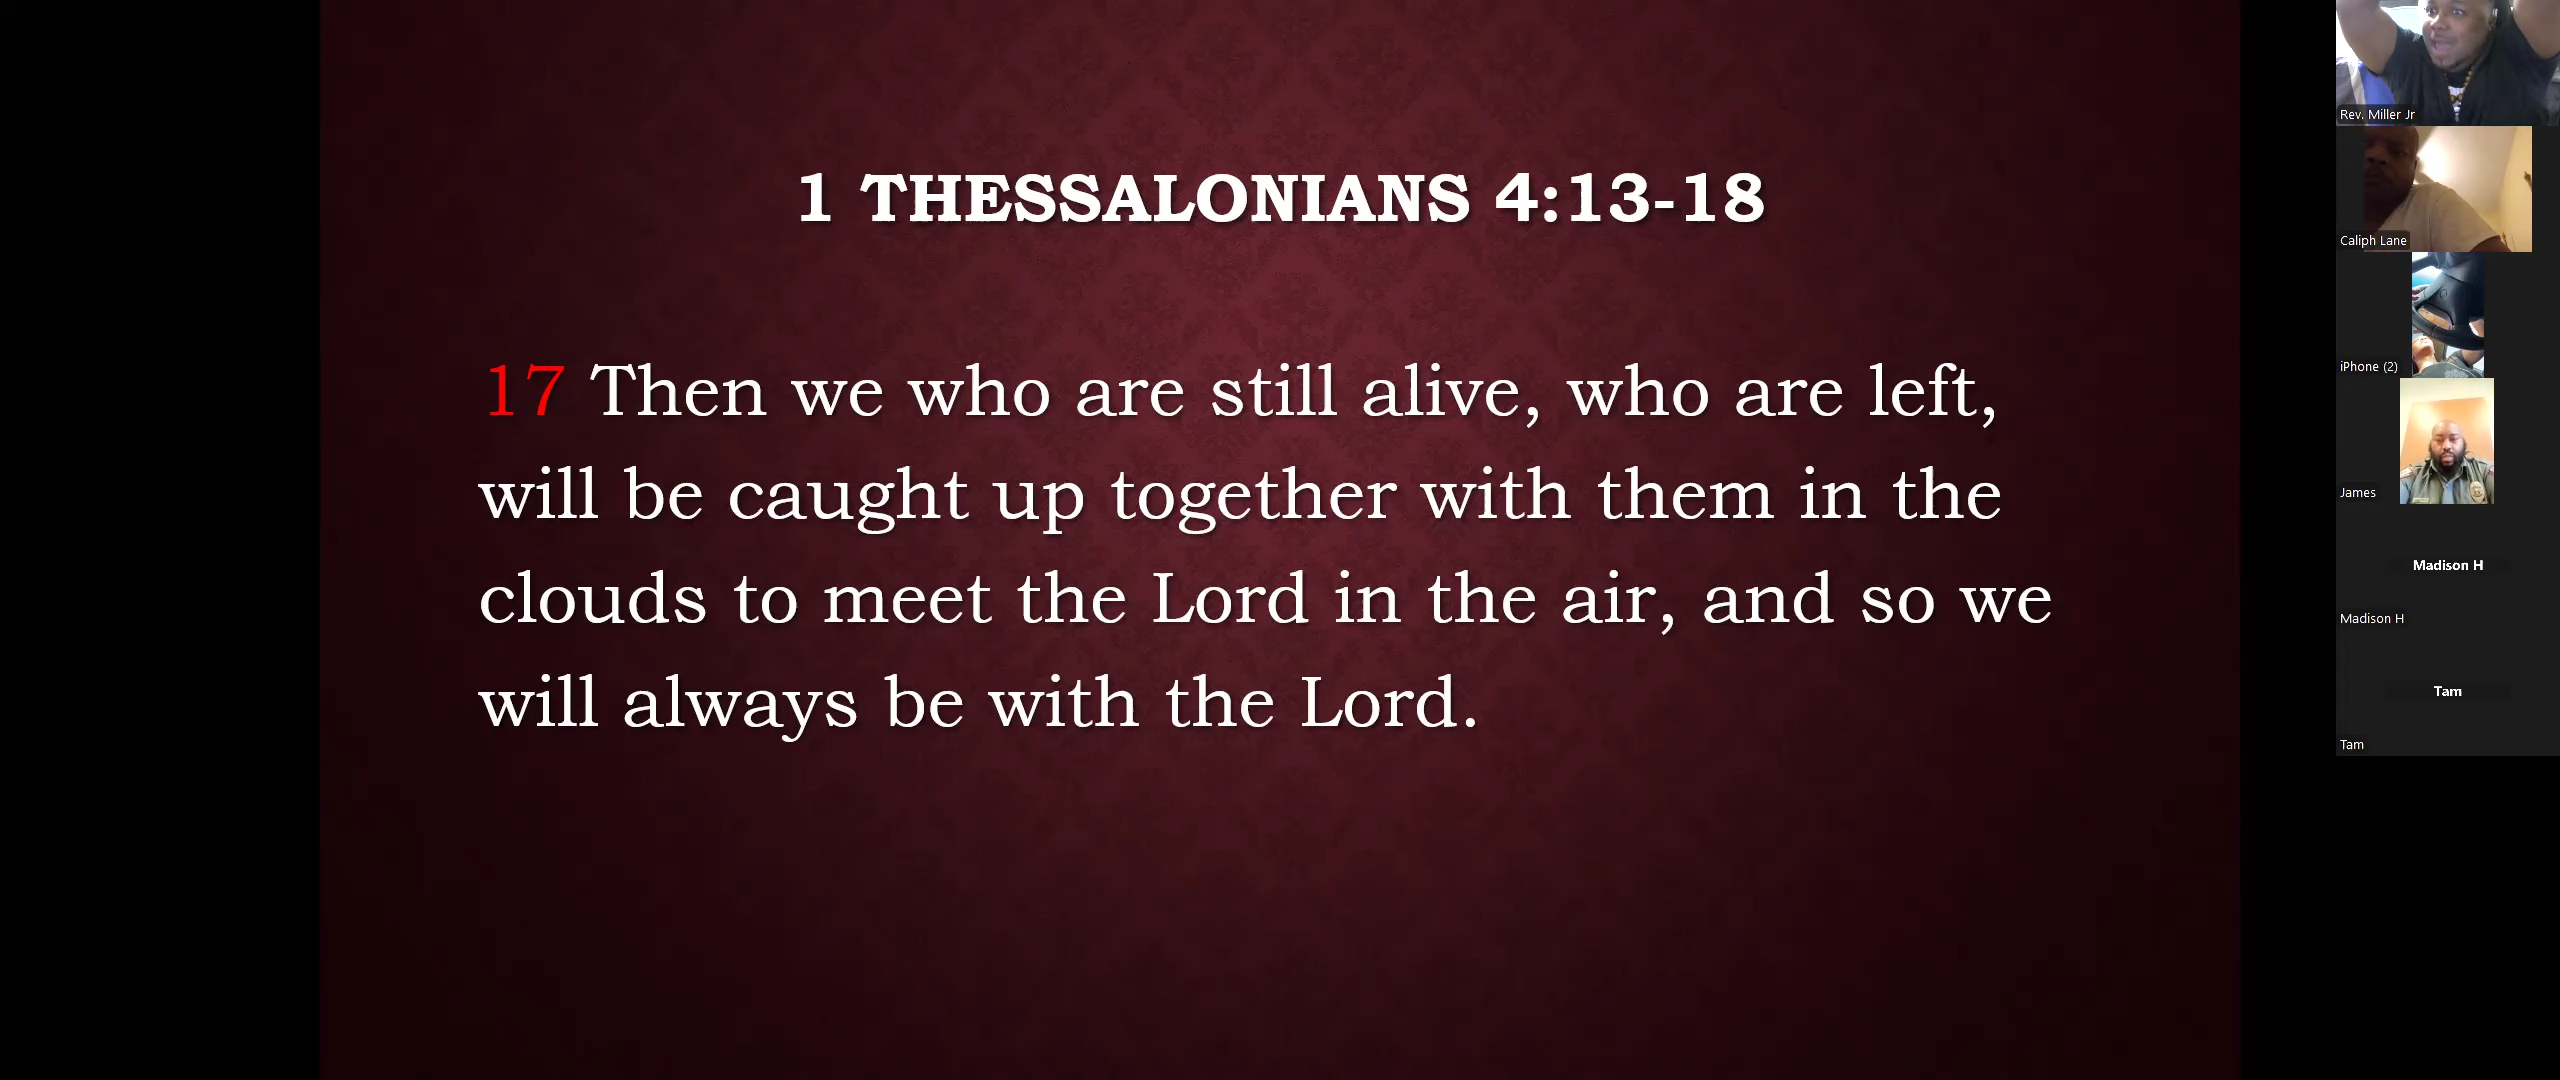 1 THESSALONIANS 4:13-18
17 Then we who are still alive, who are left,
will be caught up together with them in the
clouds to meet the Lord in the air, and so we
will always be with the Lord.
Rev. Miller Jr
Caliph Lane
iPhone (2)
James
Madison H
Madison H
Tam
Tam